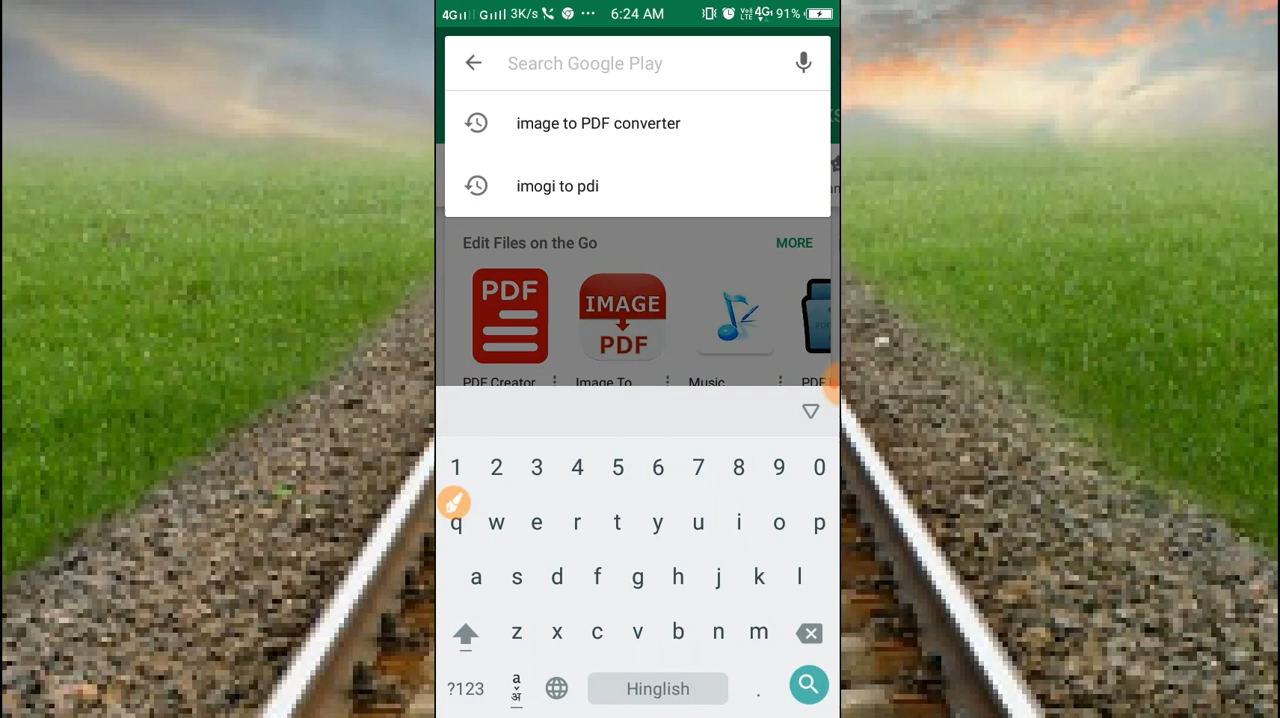 4G G 3K/s 6:24 AM VoLTE 4G 91%
Search Google Play
image to PDF converter
imogi to pdi
Edit Files on the Go MORE
PDF
IMAGE
PDF
PDF Creator Image To Music PDF
1 2 3 4 5 6 7 8 9 0
q w e r t y u i o p
a s d f g h j k l
z x c v b n m
?123 a अ Hinglish .